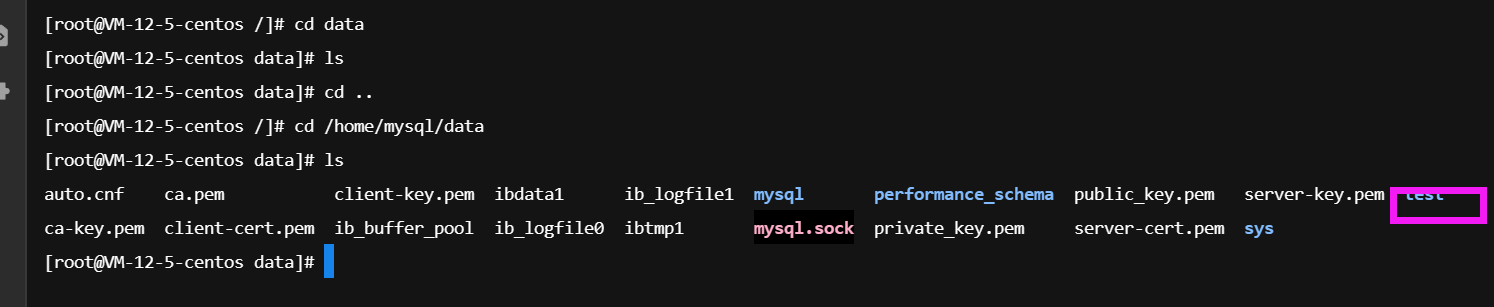 [root@VM-12-5-centos /]# cd data
[root@VM-12-5-centos data]# ls
[root@VM-12-5-centos data]# cd ..
[root@VM-12-5-centos /]# cd /home/mysql/data
[root@VM-12-5-centos data]# ls
auto.cnf ca.pem client-key.pem ibdata1 ib_logfile1 mysql performance_schema public_key.pem server-key.pem test
ca-key.pem client-cert.pem ib_buffer_pool ib_logfile0 ibtmp1 mysql.sock private_key.pem server-cert.pem sys
[root@VM-12-5-centos data]#